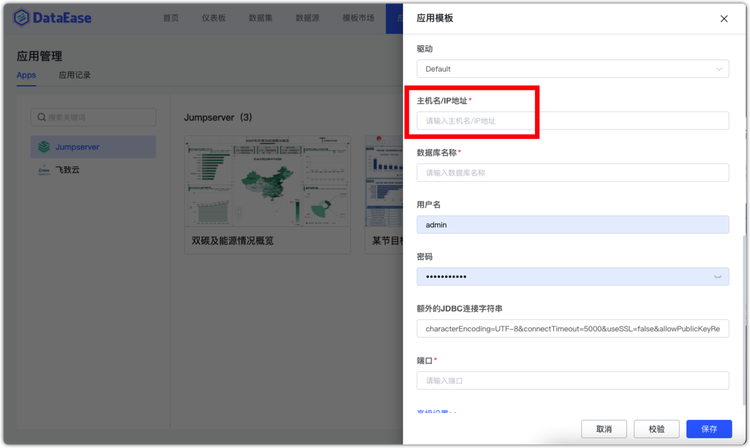 DataEase
首页 仪表板 数据集 数据源 模板市场
应用管理
Apps 应用记录
搜索关键词
Jumpserver
飞致云
Jumpserver (3)
双碳及能源情况概览
某节目
应用模板
驱动
Default
主机名/IP地址*
请输入主机名/IP地址
数据库名称*
请输入数据库名称
用户名
admin
密码
•••••••••••
额外的JDBC连接字符串
characterEncoding=UTF-8&connectTimeout=5000&useSSL=false&allowPublicKeyRe
端口*
请输入端口
高级设置
取消 校验 保存